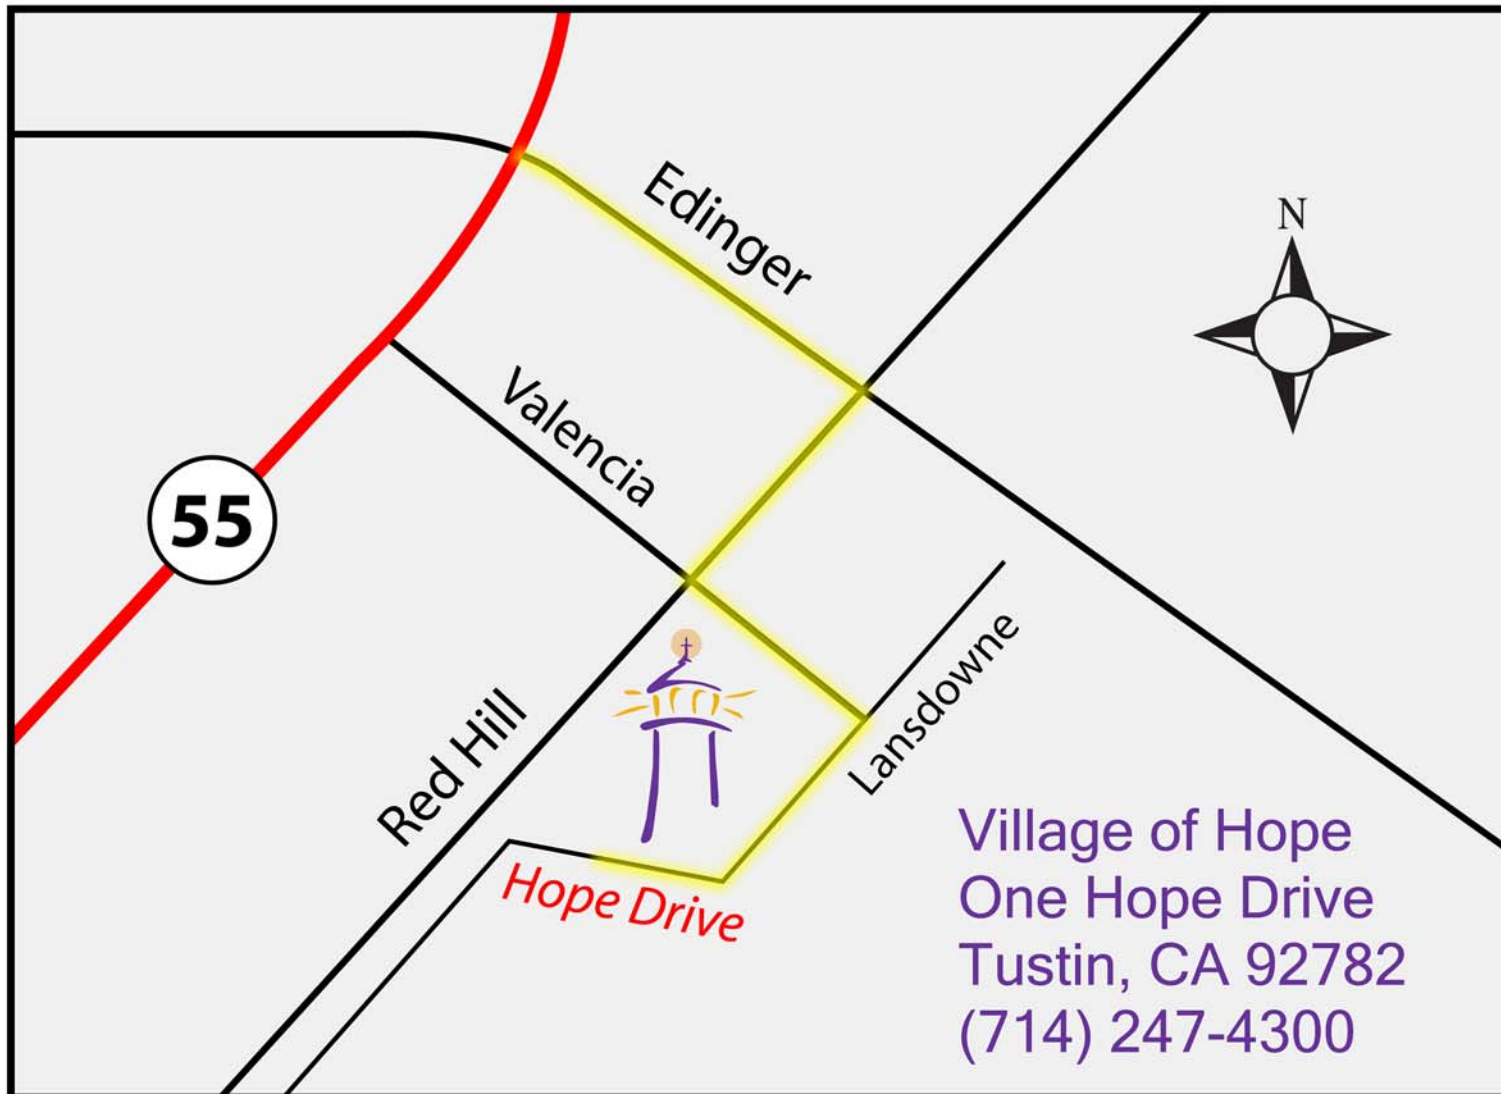 N
Edinger
Valencia
55
Lansdowne
Red Hill
Hope Drive
Village of Hope
One Hope Drive
Tustin, CA 92782
(714) 247-4300